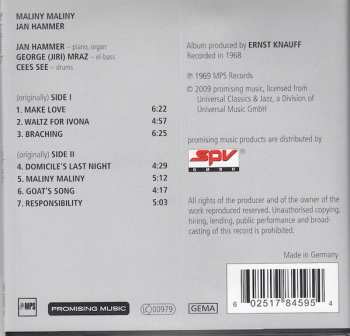 MALINY MALINY
JAN HAMMER
JAN HAMMER – piano, organ
GEORGE (JIRI) MRAZ – el-bass
CEES SEE – drums
(originally) SIDE I
1. MAKE LOVE 6:22
2. WALTZ FOR IVONA 4:19
3. BRACHING 6:25
(originally) SIDE II
4. DOMICILE'S LAST NIGHT 4:29
5. MALINY MALINY 5:12
6. GOAT'S SONG 4:17
7. RESPONSIBILITY 5:03
Album produced by ERNST KNAUFF
Recorded in 1968
℗ 1969 MPS Records
© 2009 promising music, licensed from
Universal Classics & Jazz, a Division of
Universal Music GmbH
promising music products are distributed by
spv
®
All rights of the producer and of the owner of the
work reproduced reserved. Unauthorised copying,
hiring, lending, public performance and broad-
casting of this record is prohibited.
Made in Germany
MPS
PROMISING MUSIC
LC 00979
GEMA
6 02517 84595 4